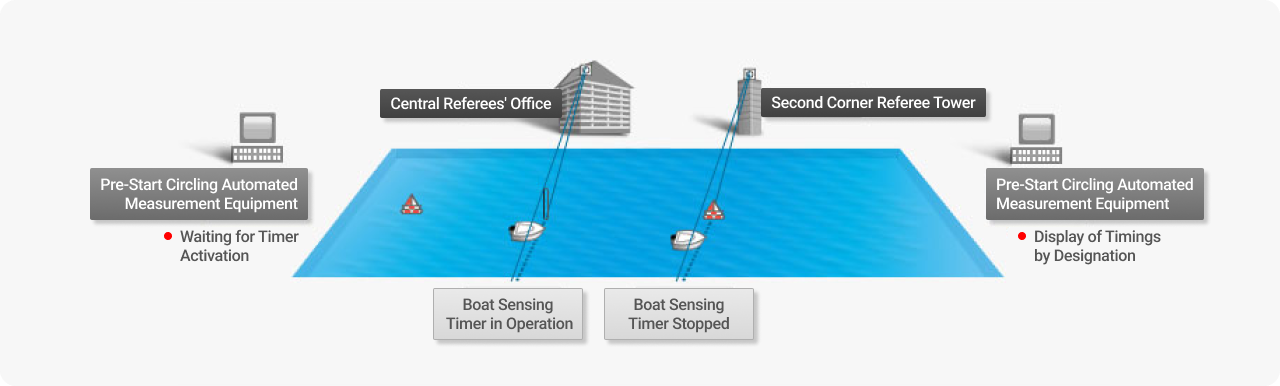 Central Referees' Office
Second Corner Referee Tower
Pre-Start Circling Automated
Measurement Equipment
Waiting for Timer
Activation
Pre-Start Circling Automated
Measurement Equipment
Display of Timings
by Designation
Boat Sensing
Timer in Operation
Boat Sensing
Timer Stopped